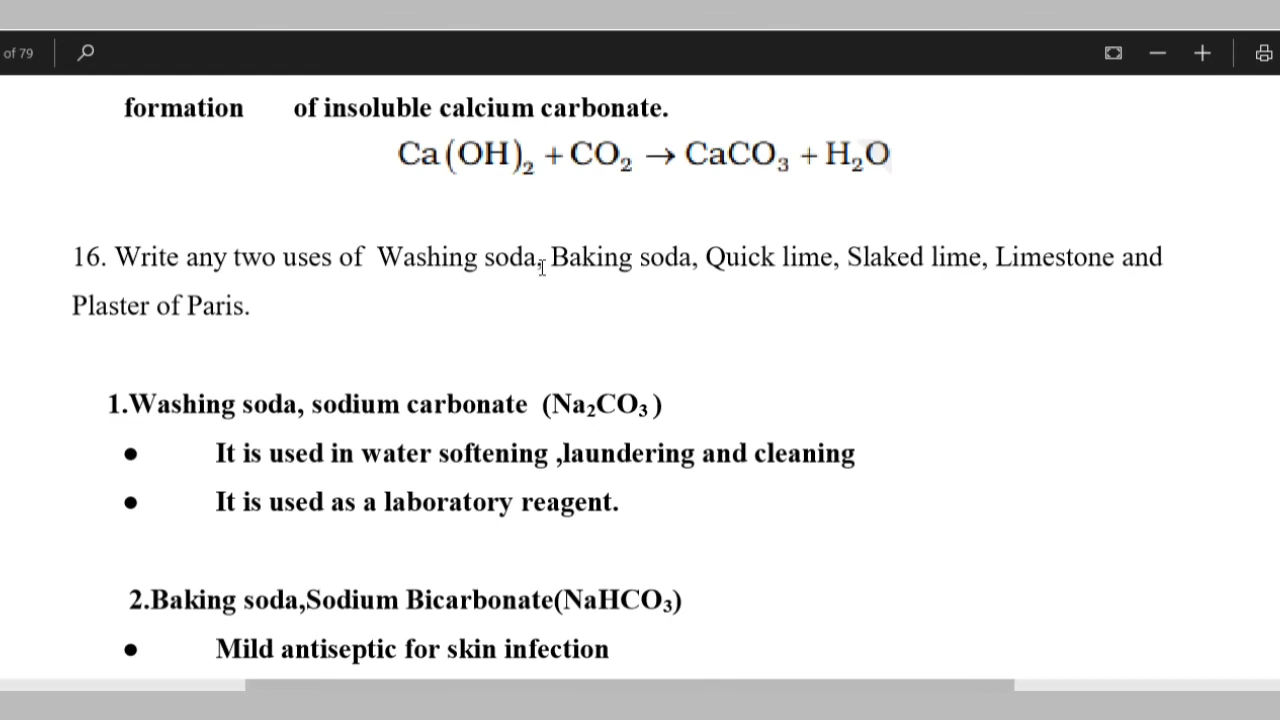 of 79
formation of insoluble calcium carbonate.
Ca(OH)₂ + CO₂ → CaCO₃ + H₂O
16. Write any two uses of Washing soda, Baking soda, Quick lime, Slaked lime, Limestone and
Plaster of Paris.
1.Washing soda, sodium carbonate (Na₂CO₃)
● It is used in water softening ,laundering and cleaning
● It is used as a laboratory reagent.
2.Baking soda,Sodium Bicarbonate(NaHCO₃)
● Mild antiseptic for skin infection